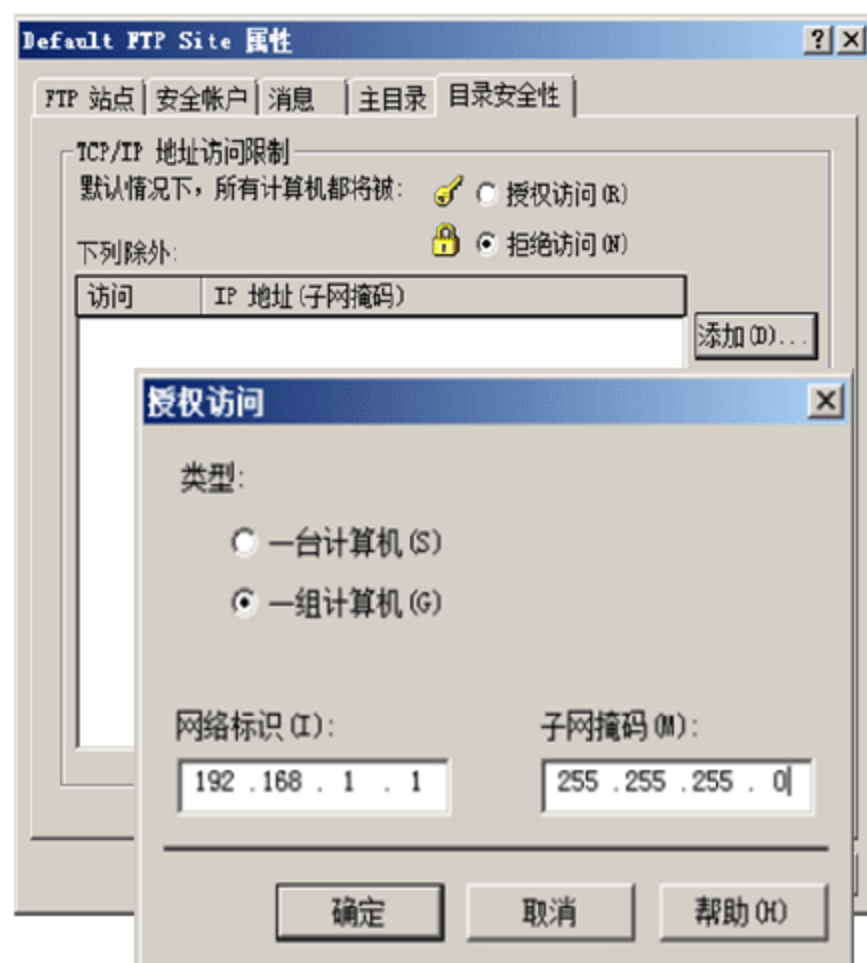 Default FTP Site 属性
FTP 站点 安全帐户 消息 主目录 目录安全性
TCP/IP 地址访问限制
默认情况下，所有计算机都将被: 授权访问(R)
拒绝访问(N)
下列除外:
访问 IP 地址(子网掩码)
添加(D)...
授权访问
类型:
一台计算机(S)
一组计算机(G)
网络标识(I): 子网掩码(M):
192 .168 . 1 . 1 255 .255 .255 . 0
确定 取消 帮助(H)